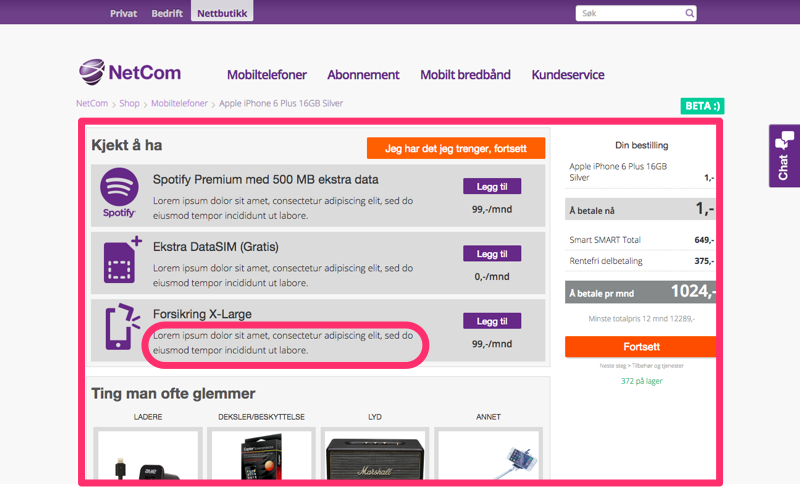 Privat Bedrift Nettbutikk Søk
NetCom Mobiltelefoner Abonnement Mobilt bredbånd Kundeservice
NetCom > Shop > Mobiltelefoner > Apple iPhone 6 Plus 16GB Silver
BETA :)
Chat
Kjekt å ha
Jeg har det jeg trenger, fortsett
Spotify
Spotify Premium med 500 MB ekstra data
Lorem ipsum dolor sit amet, consectetur adipiscing elit, sed do
eiusmod tempor incididunt ut labore.
Legg til
99,-/mnd
Ekstra DataSIM (Gratis)
Lorem ipsum dolor sit amet, consectetur adipiscing elit, sed do
eiusmod tempor incididunt ut labore.
Legg til
0,-/mnd
Forsikring X-Large
Lorem ipsum dolor sit amet, consectetur adipiscing elit, sed do
eiusmod tempor incididunt ut labore.
Legg til
99,-/mnd
Din bestilling
Apple iPhone 6 Plus 16GB
Silver 1,-
Å betale nå 1,-
Smart SMART Total 649,-
Rentefri delbetaling 375,-
Å betale pr mnd 1024,-
Minste totalpris 12 mnd 12289,-
Fortsett
Neste steg > Tilbehør og tjenester
372 på lager
Ting man ofte glemmer
LADERE DEKSLER/BESKYTTELSE LYD ANNET
Marshall